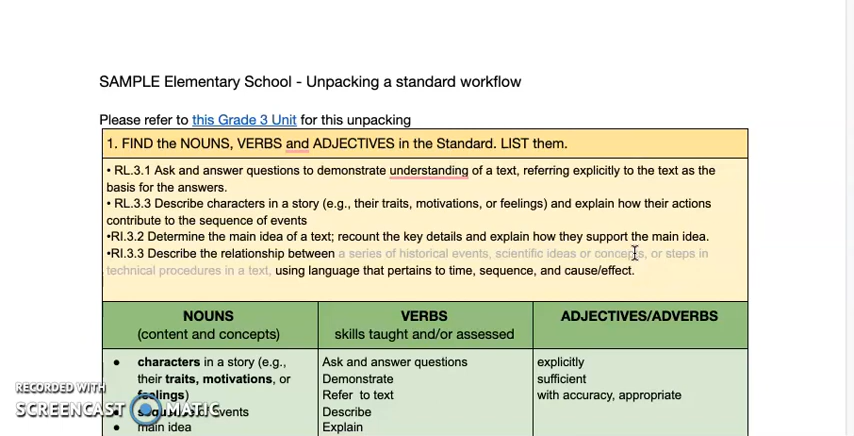 SAMPLE Elementary School - Unpacking a standard workflow
Please refer to this Grade 3 Unit for this unpacking
1. FIND the NOUNS, VERBS and ADJECTIVES in the Standard. LIST them.
• RL.3.1 Ask and answer questions to demonstrate understanding of a text, referring explicitly to the text as the
basis for the answers.
• RL.3.3 Describe characters in a story (e.g., their traits, motivations, or feelings) and explain how their actions
contribute to the sequence of events
•RI.3.2 Determine the main idea of a text; recount the key details and explain how they support the main idea.
•RI.3.3 Describe the relationship between a series of historical events, scientific ideas or concepts, or steps in
technical procedures in a text, using language that pertains to time, sequence, and cause/effect.
NOUNS
(content and concepts)
VERBS
skills taught and/or assessed
ADJECTIVES/ADVERBS
• characters in a story (e.g.,
their traits, motivations, or
feelings)
events
• main idea
Ask and answer questions
Demonstrate
Refer to text
Describe
Explain
explicitly
sufficient
with accuracy, appropriate
RECORDED WITH
SCREENCAST MATIC